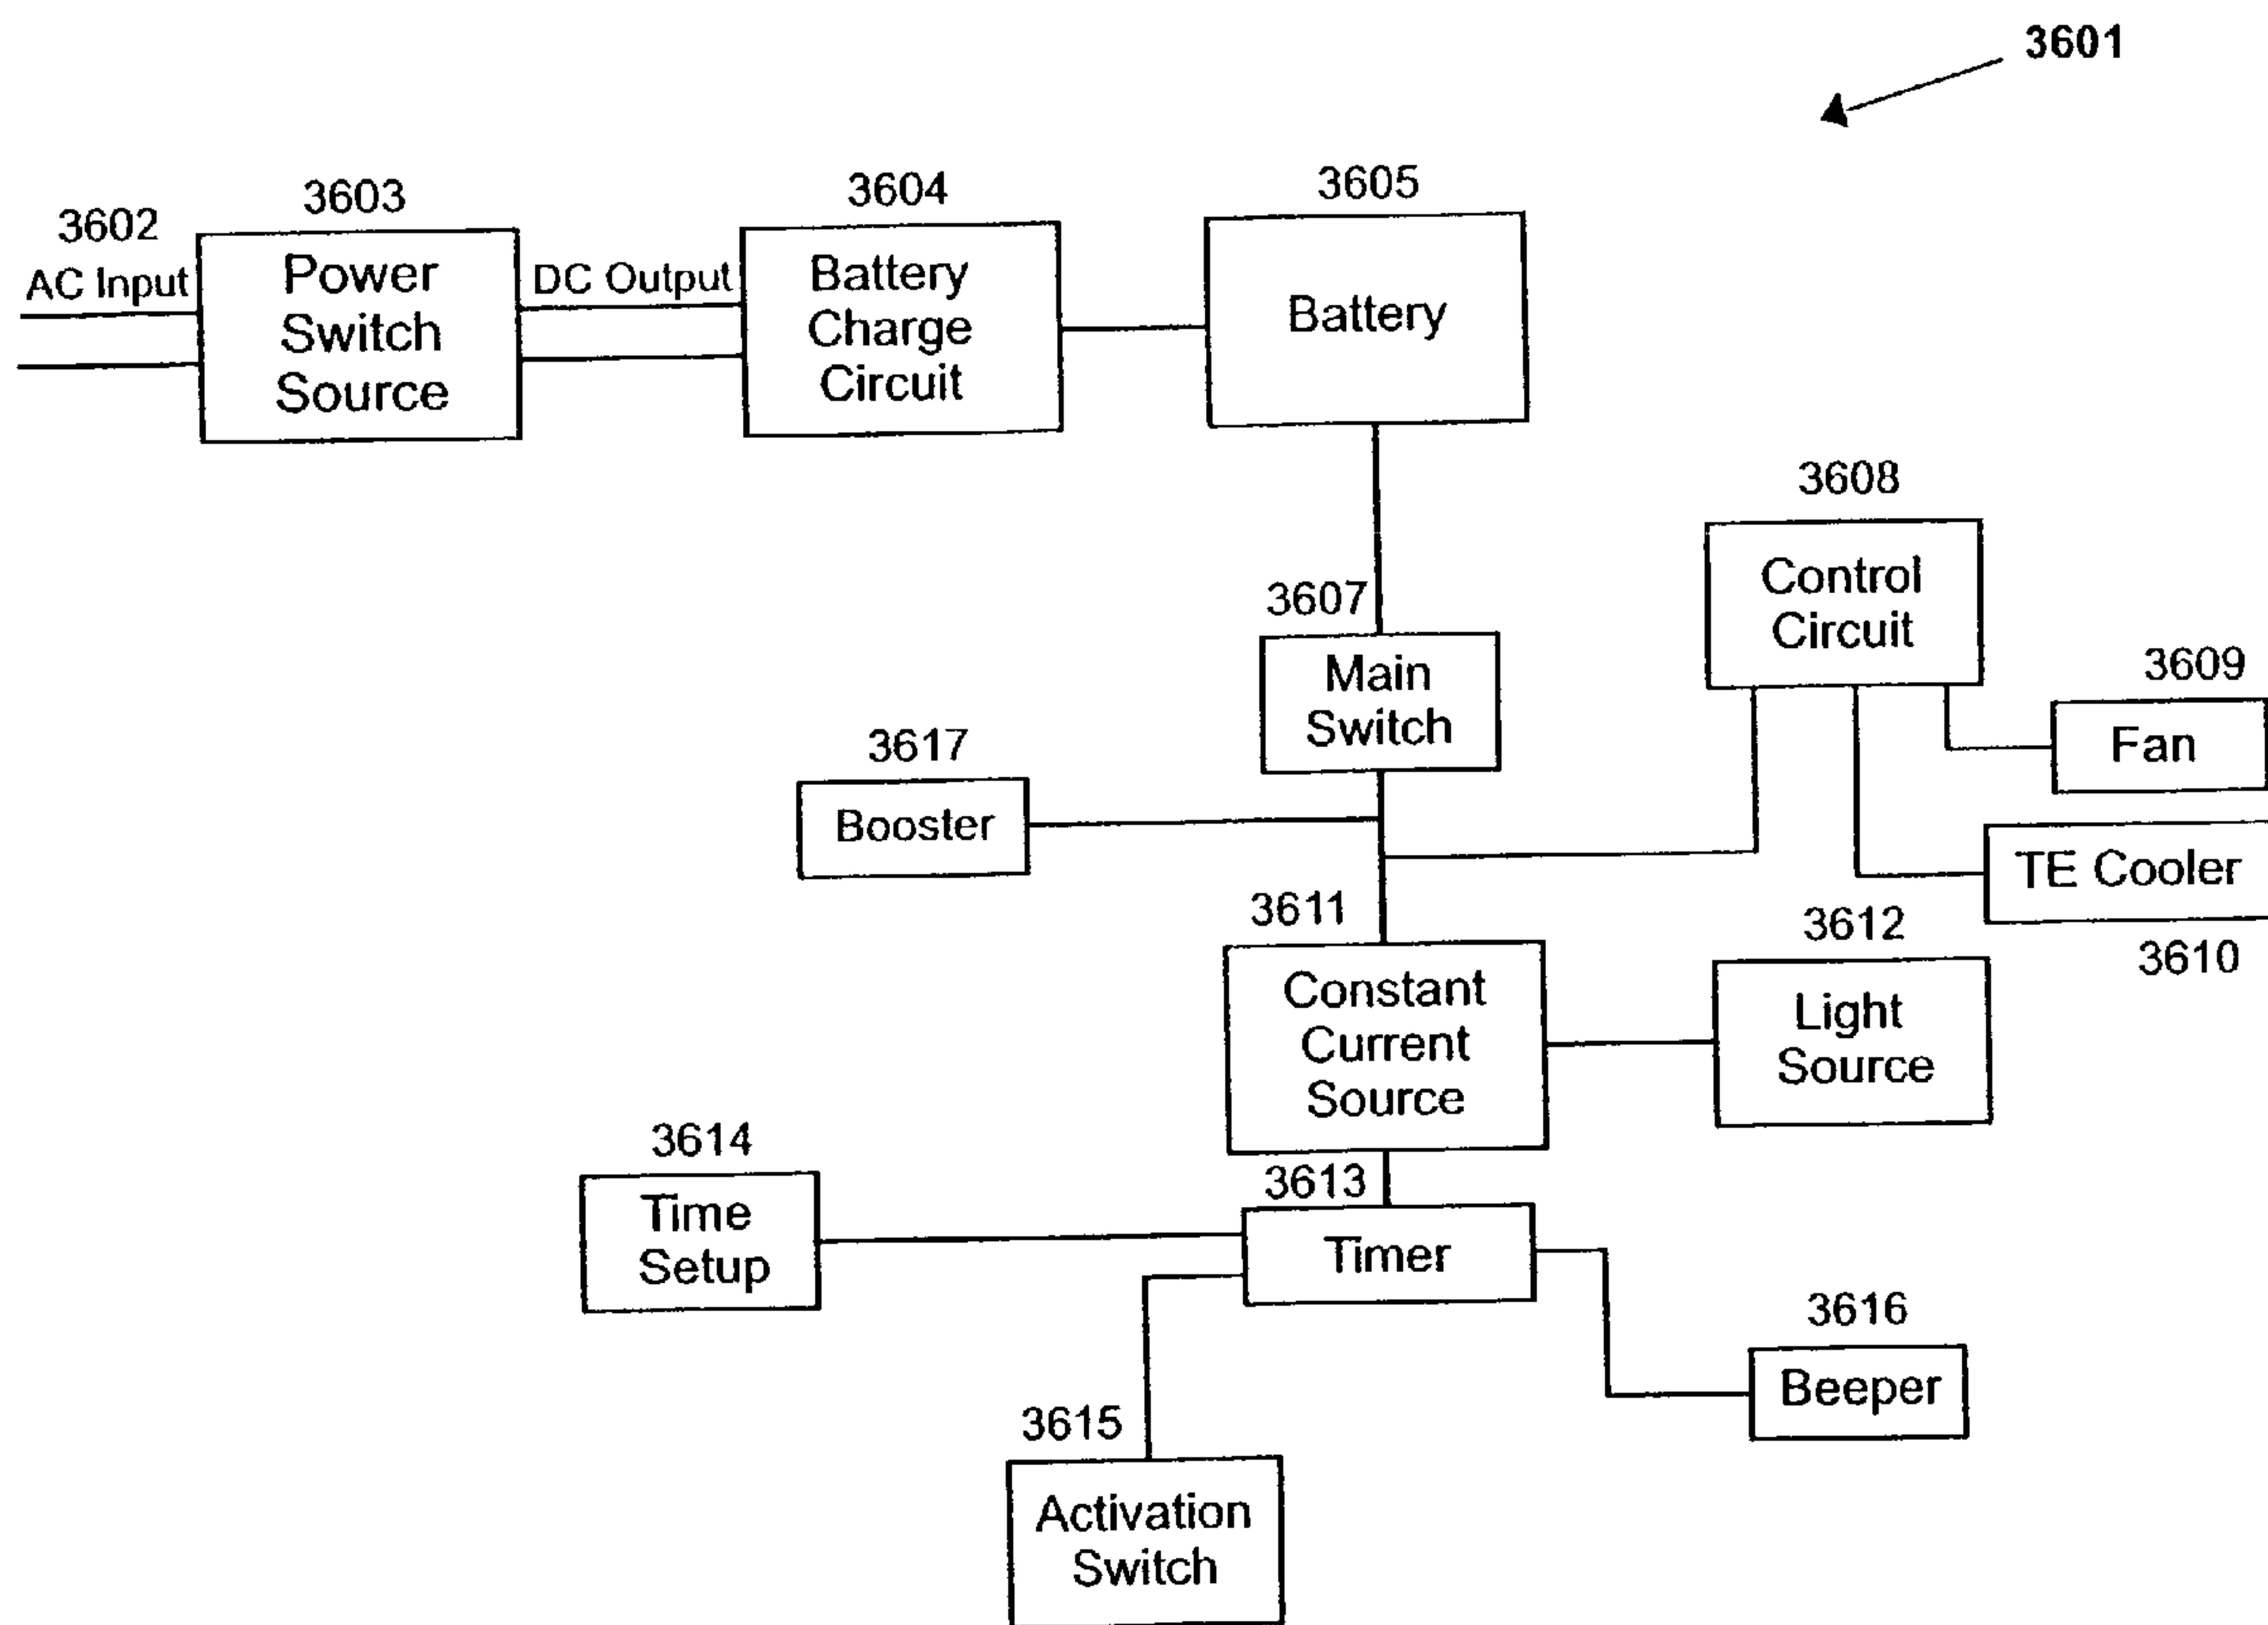 3601
3602
AC Input
3603
Power
Switch
Source
DC Output
3604
Battery
Charge
Circuit
3605
Battery
3607
Main
Switch
3608
Control
Circuit
3609
Fan
TE Cooler
3610
3617
Booster
3611
Constant
Current
Source
3612
Light
Source
3613
Timer
3614
Time
Setup
3615
Activation
Switch
3616
Beeper